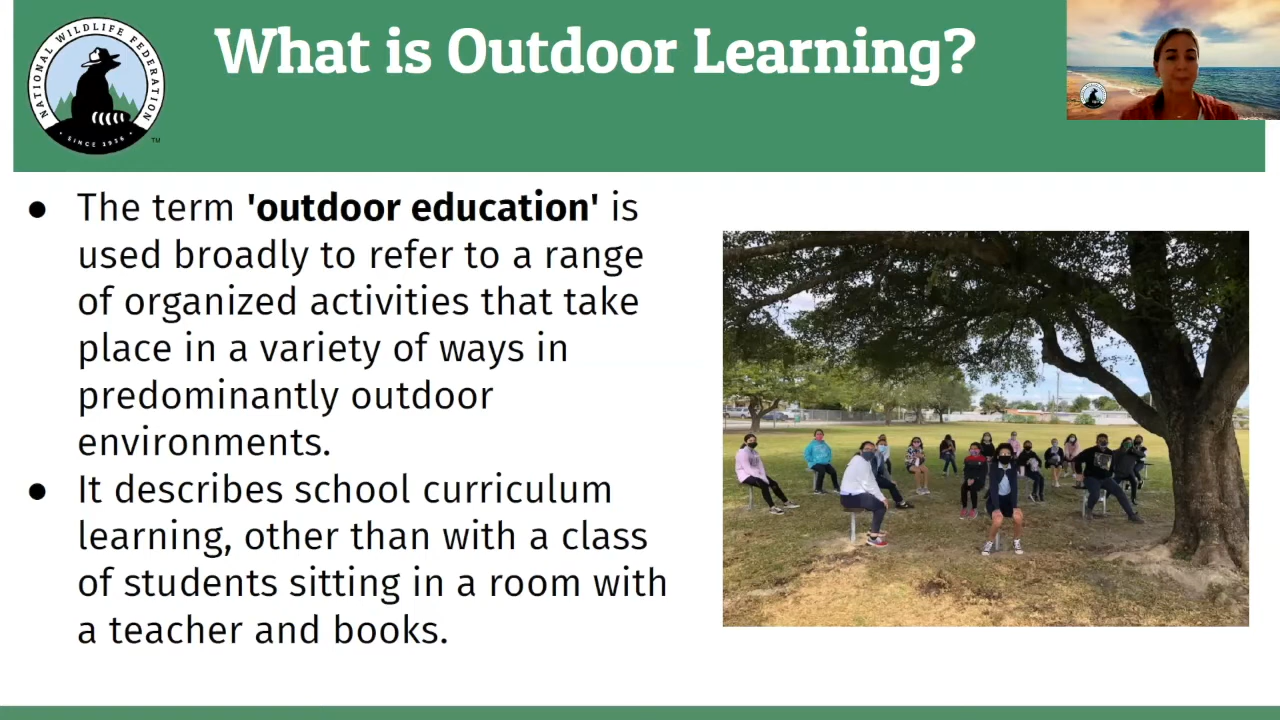 What is Outdoor Learning?
NATIONAL WILDLIFE FEDERATION
• SINCE 1936 •
TM
● The term 'outdoor education' is
used broadly to refer to a range
of organized activities that take
place in a variety of ways in
predominantly outdoor
environments.
● It describes school curriculum
learning, other than with a class
of students sitting in a room with
a teacher and books.